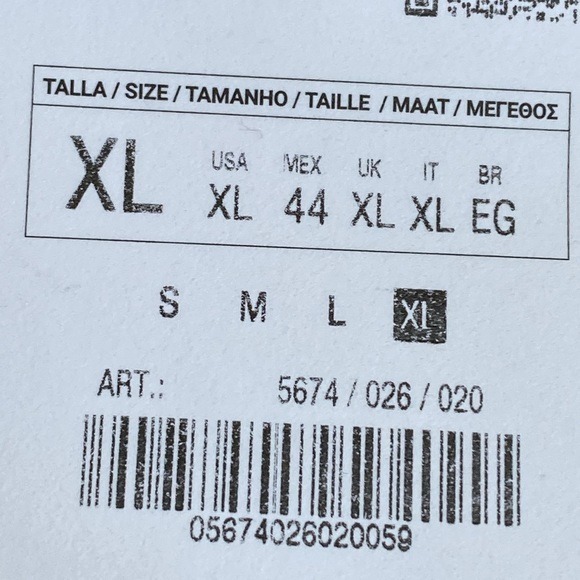 TALLA / SIZE / TAMANHO / TAILLE / MAAT / ΜΕΓΕΘΟΣ
XL
USA MEX UK IT BR
XL 44 XL XL EG
S M L XL
ART.: 5674 / 026 / 020
05674026020059